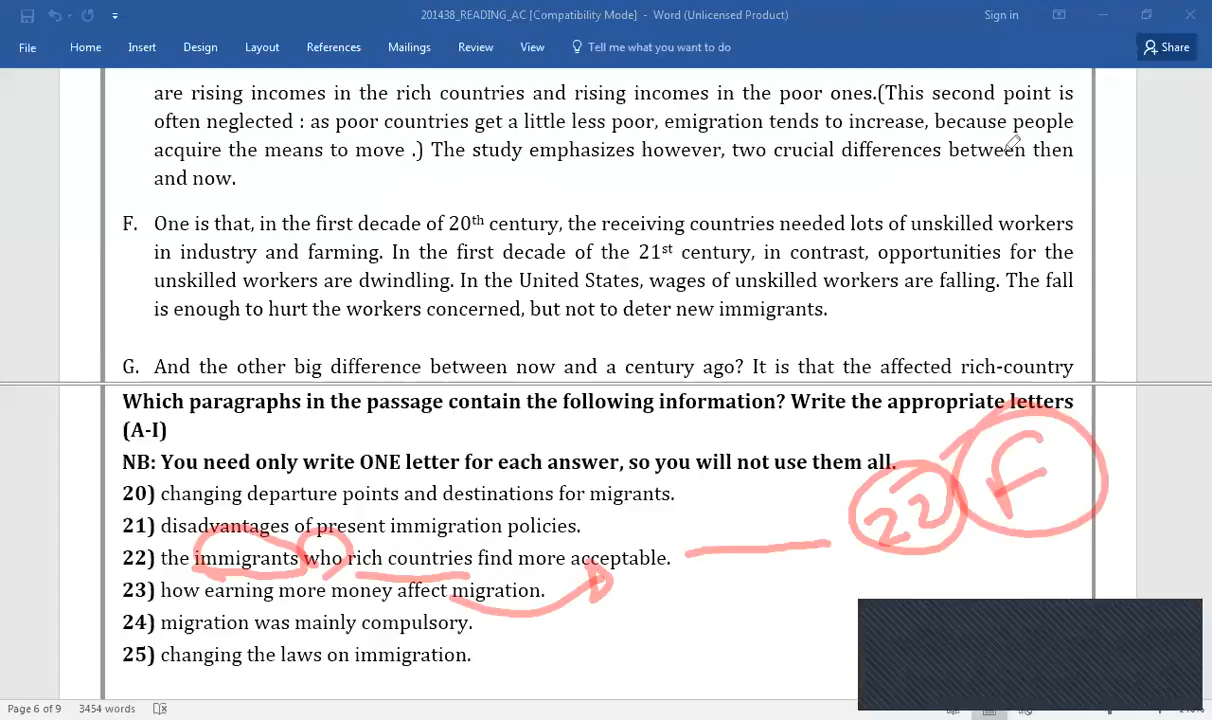 201438_READING_AC [Compatibility Mode] - Word (Unlicensed Product)
Sign in
File Home Insert Design Layout References Mailings Review View Tell me what you want to do Share
are rising incomes in the rich countries and rising incomes in the poor ones.(This second point is
often neglected : as poor countries get a little less poor, emigration tends to increase, because people
acquire the means to move .) The study emphasizes however, two crucial differences between then
and now.
F. One is that, in the first decade of 20th century, the receiving countries needed lots of unskilled workers
in industry and farming. In the first decade of the 21st century, in contrast, opportunities for the
unskilled workers are dwindling. In the United States, wages of unskilled workers are falling. The fall
is enough to hurt the workers concerned, but not to deter new immigrants.
G. And the other big difference between now and a century ago? It is that the affected rich-country
Which paragraphs in the passage contain the following information? Write the appropriate letters
(A-I)
NB: You need only write ONE letter for each answer, so you will not use them all.
20) changing departure points and destinations for migrants.
21) disadvantages of present immigration policies.
22) the immigrants who rich countries find more acceptable.
22 F
23) how earning more money affect migration.
24) migration was mainly compulsory.
25) changing the laws on immigration.
Page 6 of 9 3454 words